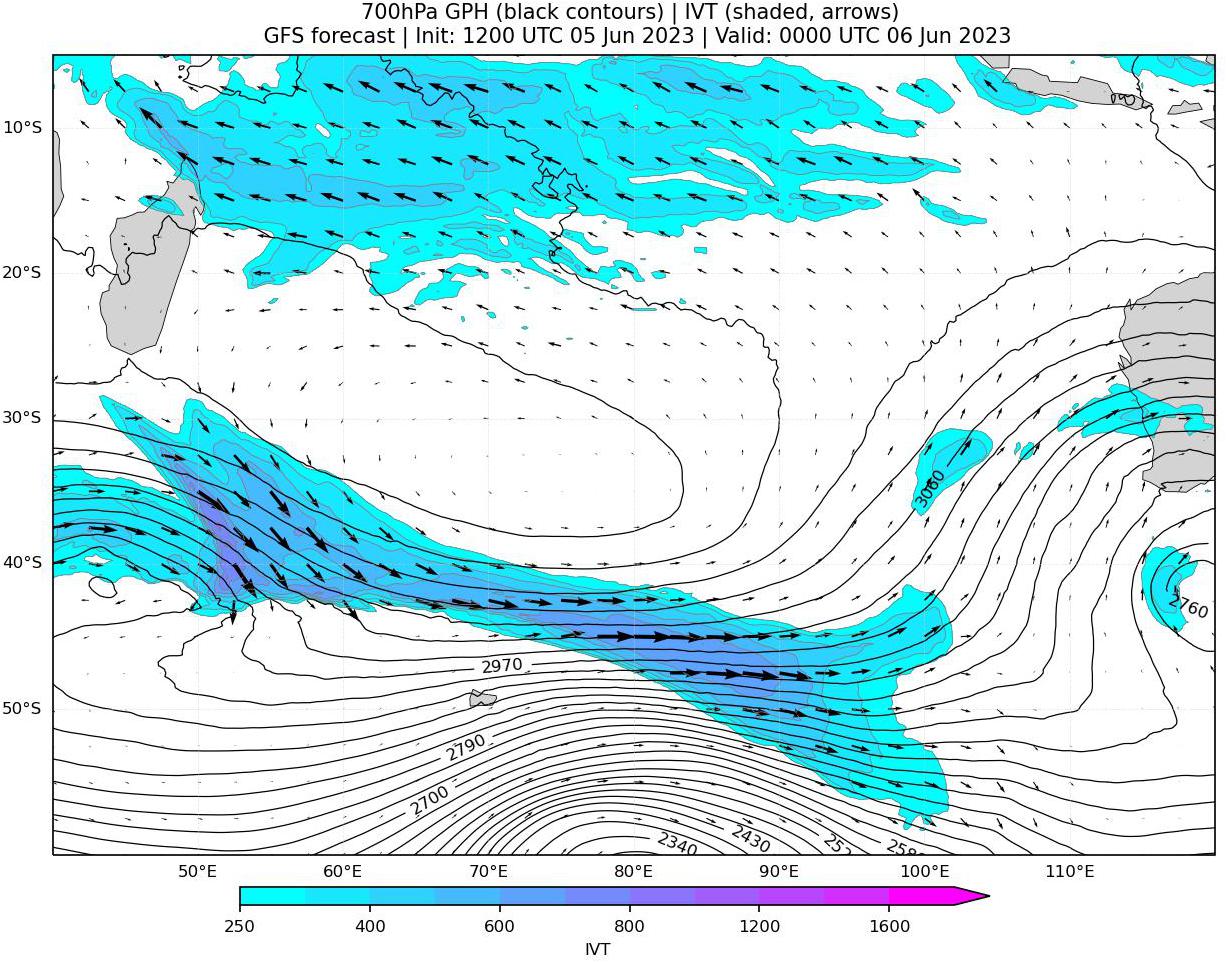 700hPa GPH (black contours) | IVT (shaded, arrows)
GFS forecast | Init: 1200 UTC 05 Jun 2023 | Valid: 0000 UTC 06 Jun 2023
10°S
20°S
30°S
3060
40°S
2760
2970
50°S
2790
2700
2340
2430
252
2580
50°E 60°E 70°E 80°E 90°E 100°E 110°E
250 400 600 800 1200 1600
IVT